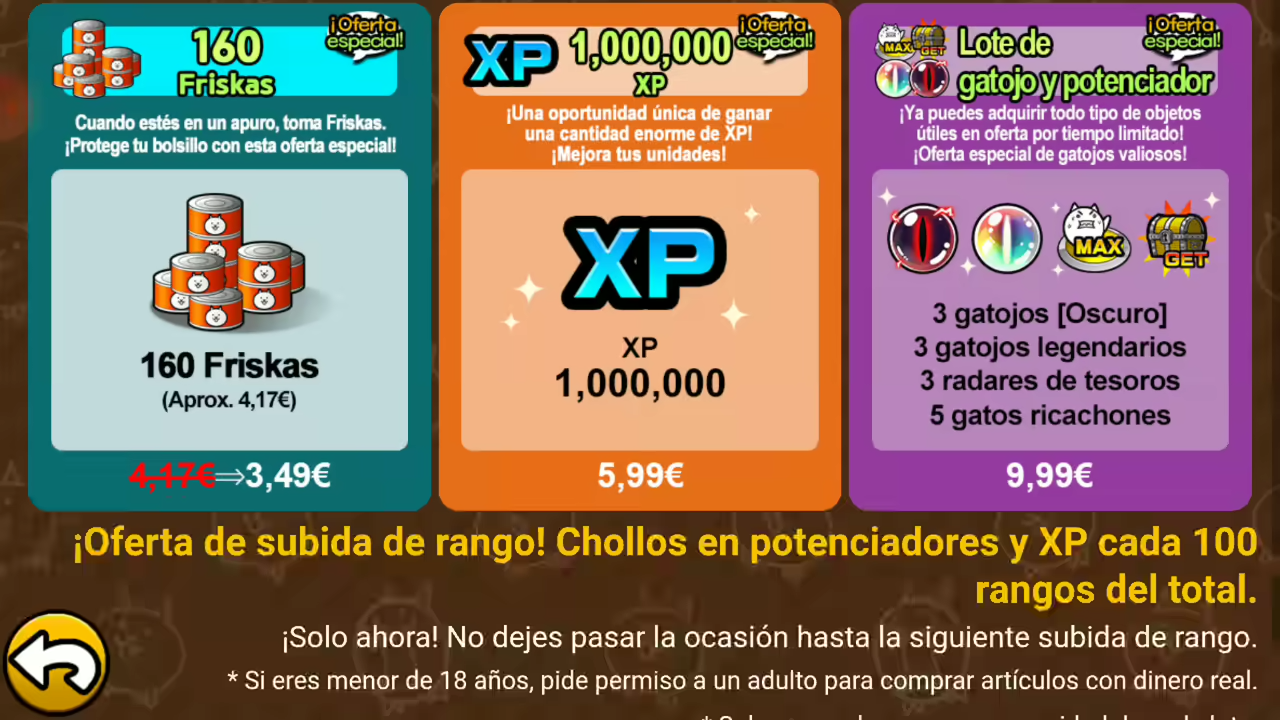 160
Friskas
¡Oferta
especial!
Cuando estés en un apuro, toma Friskas.
¡Protege tu bolsillo con esta oferta especial!
160 Friskas
(Aprox. 4,17€)
4,17€⇒3,49€
XP
1,000,000
XP
¡Oferta
especial!
¡Una oportunidad única de ganar
una cantidad enorme de XP!
¡Mejora tus unidades!
XP
XP
1,000,000
5,99€
MAX
GET
Lote de
gatojo y potenciador
¡Oferta
especial!
¡Ya puedes adquirir todo tipo de objetos
útiles en oferta por tiempo limitado!
¡Oferta especial de gatojos valiosos!
MAX
GET
3 gatojos [Oscuro]
3 gatojos legendarios
3 radares de tesoros
5 gatos ricachones
9,99€
¡Oferta de subida de rango! Chollos en potenciadores y XP cada 100
rangos del total.
¡Solo ahora! No dejes pasar la ocasión hasta la siguiente subida de rango.
* Si eres menor de 18 años, pide permiso a un adulto para comprar artículos con dinero real.